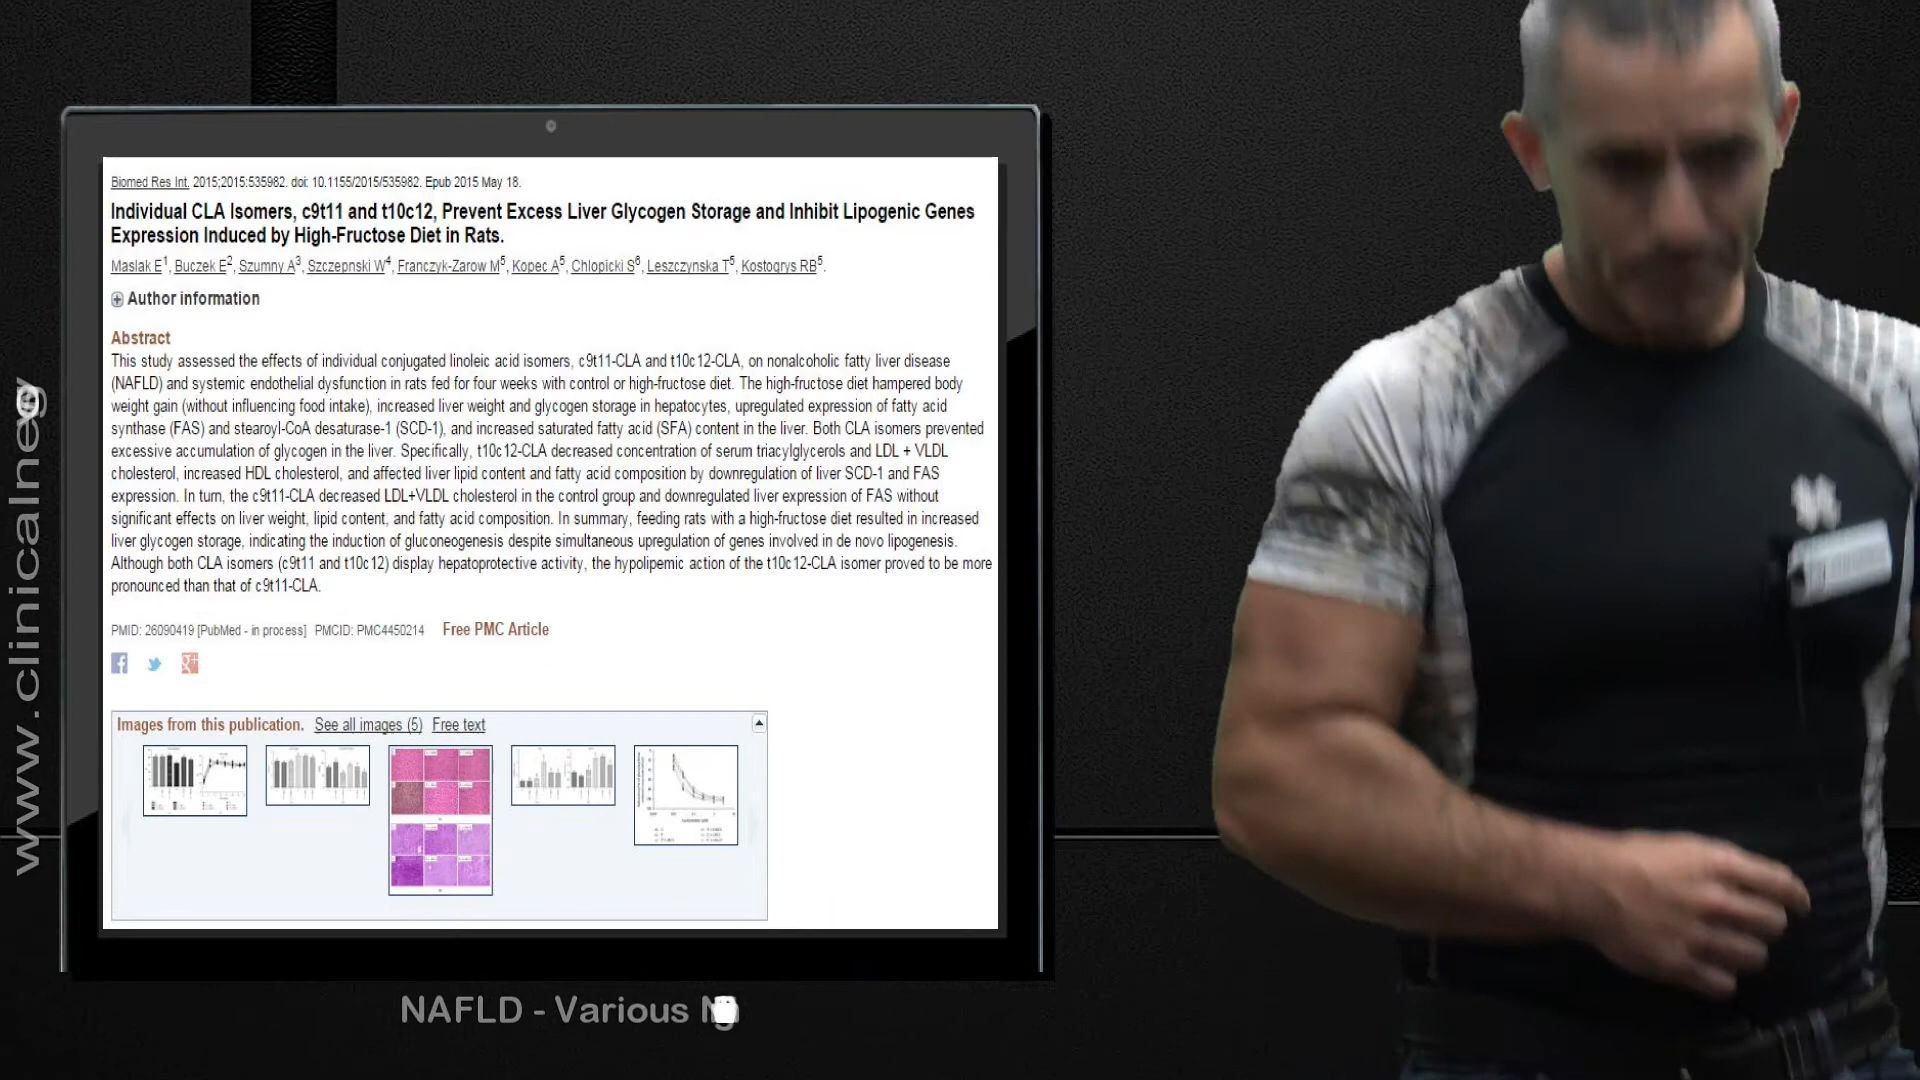 Biomed Res Int. 2015;2015:535982. doi: 10.1155/2015/535982. Epub 2015 May 18.
Individual CLA Isomers, c9t11 and t10c12, Prevent Excess Liver Glycogen Storage and Inhibit Lipogenic Genes
Expression Induced by High-Fructose Diet in Rats.
Maslak E1, Buczek E2, Szumny A3, Szczepnski W4, Franczyk-Zarow M5, Kopec A5, Chlopicki S6, Leszczynska T5, Kostogrys RB5.
Author information
Abstract
This study assessed the effects of individual conjugated linoleic acid isomers, c9t11-CLA and t10c12-CLA, on nonalcoholic fatty liver disease
(NAFLD) and systemic endothelial dysfunction in rats fed for four weeks with control or high-fructose diet. The high-fructose diet hampered body
weight gain (without influencing food intake), increased liver weight and glycogen storage in hepatocytes, upregulated expression of fatty acid
synthase (FAS) and stearoyl-CoA desaturase-1 (SCD-1), and increased saturated fatty acid (SFA) content in the liver. Both CLA isomers prevented
excessive accumulation of glycogen in the liver. Specifically, t10c12-CLA decreased concentration of serum triacylglycerols and LDL + VLDL
cholesterol, increased HDL cholesterol, and affected liver lipid content and fatty acid composition by downregulation of liver SCD-1 and FAS
expression. In turn, the c9t11-CLA decreased LDL+VLDL cholesterol in the control group and downregulated liver expression of FAS without
significant effects on liver weight, lipid content, and fatty acid composition. In summary, feeding rats with a high-fructose diet resulted in increased
liver glycogen storage, indicating the induction of gluconeogenesis despite simultaneous upregulation of genes involved in de novo lipogenesis.
Although both CLA isomers (c9t11 and t10c12) display hepatoprotective activity, the hypolipemic action of the t10c12-CLA isomer proved to be more
pronounced than that of c9t11-CLA.
PMID: 26090419 [PubMed - in process] PMCID: PMC4450214 Free PMC Article
Images from this publication. See all images (5) Free text
www.clinicalne
NAFLD - Various